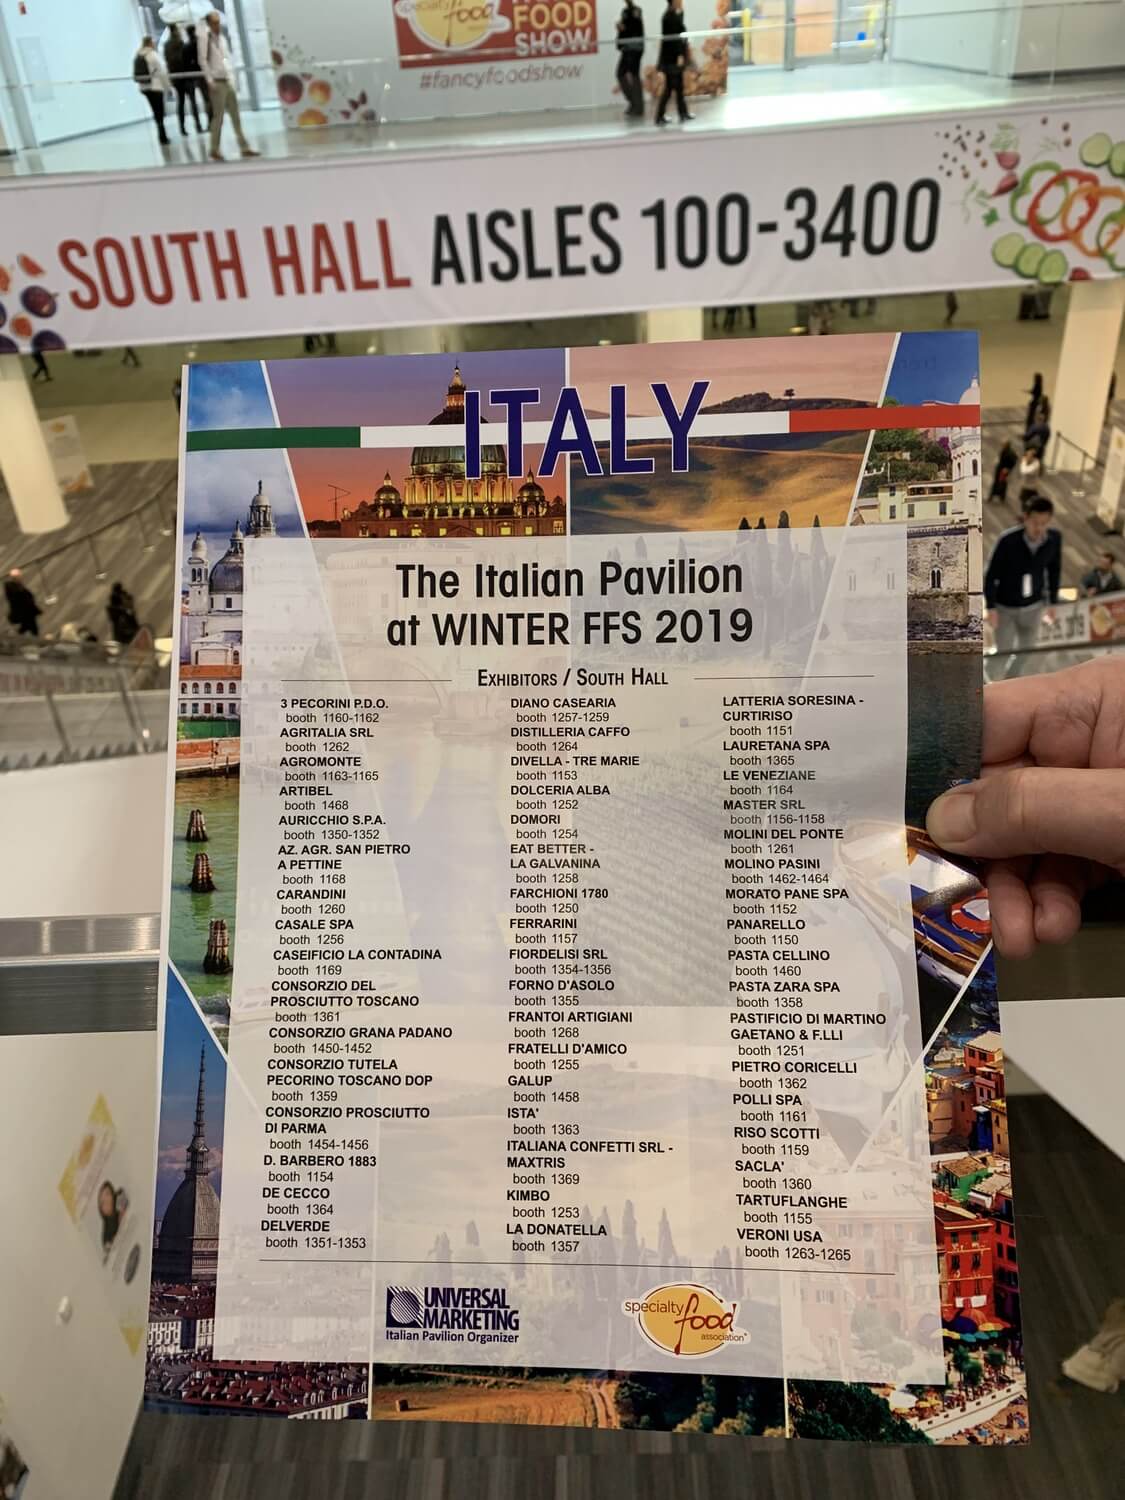 specialty food
FOOD
SHOW
#fancyfoodshow
SOUTH HALL AISLES 100-3400
ITALY
The Italian Pavilion
at WINTER FFS 2019
EXHIBITORS / SOUTH HALL
3 PECORINI P.D.O.
booth 1160-1162
AGRITALIA SRL
booth 1262
AGROMONTE
booth 1163-1165
ARTIBEL
booth 1468
AURICCHIO S.P.A.
booth 1350-1352
AZ. AGR. SAN PIETRO
A PETTINE
booth 1168
CARANDINI
booth 1260
CASALE SPA
booth 1256
CASEIFICIO LA CONTADINA
booth 1169
CONSORZIO DEL
PROSCIUTTO TOSCANO
booth 1361
CONSORZIO GRANA PADANO
booth 1450-1452
CONSORZIO TUTELA
PECORINO TOSCANO DOP
booth 1359
CONSORZIO PROSCIUTTO
DI PARMA
booth 1454-1456
D. BARBERO 1883
booth 1154
DE CECCO
booth 1364
DELVERDE
booth 1351-1353
DIANO CASEARIA
booth 1257-1259
DISTILLERIA CAFFO
booth 1264
DIVELLA - TRE MARIE
booth 1153
DOLCERIA ALBA
booth 1252
DOMORI
booth 1254
EAT BETTER -
LA GALVANINA
booth 1258
FARCHIONI 1780
booth 1250
FERRARINI
booth 1157
FIORDELISI SRL
booth 1354-1356
FORNO D'ASOLO
booth 1355
FRANTOI ARTIGIANI
booth 1268
FRATELLI D'AMICO
booth 1255
GALUP
booth 1458
ISTA'
booth 1363
ITALIANA CONFETTI SRL -
MAXTRIS
booth 1369
KIMBO
booth 1253
LA DONATELLA
booth 1357
LATTERIA SORESINA -
CURTIRISO
booth 1151
LAURETANA SPA
booth 1365
LE VENEZIANE
booth 1164
MASTER SRL
booth 1156-1158
MOLINI DEL PONTE
booth 1261
MOLINO PASINI
booth 1462-1464
MORATO PANE SPA
booth 1152
PANARELLO
booth 1150
PASTA CELLINO
booth 1460
PASTA ZARA SPA
booth 1358
PASTIFICIO DI MARTINO
GAETANO & F.LLI
booth 1251
PIETRO CORICELLI
booth 1362
POLLI SPA
booth 1161
RISO SCOTTI
booth 1159
SACLA'
booth 1360
TARTUFLANGHE
booth 1155
VERONI USA
booth 1263-1265
UNIVERSAL
MARKETING
Italian Pavilion Organizer
specialty
food
association